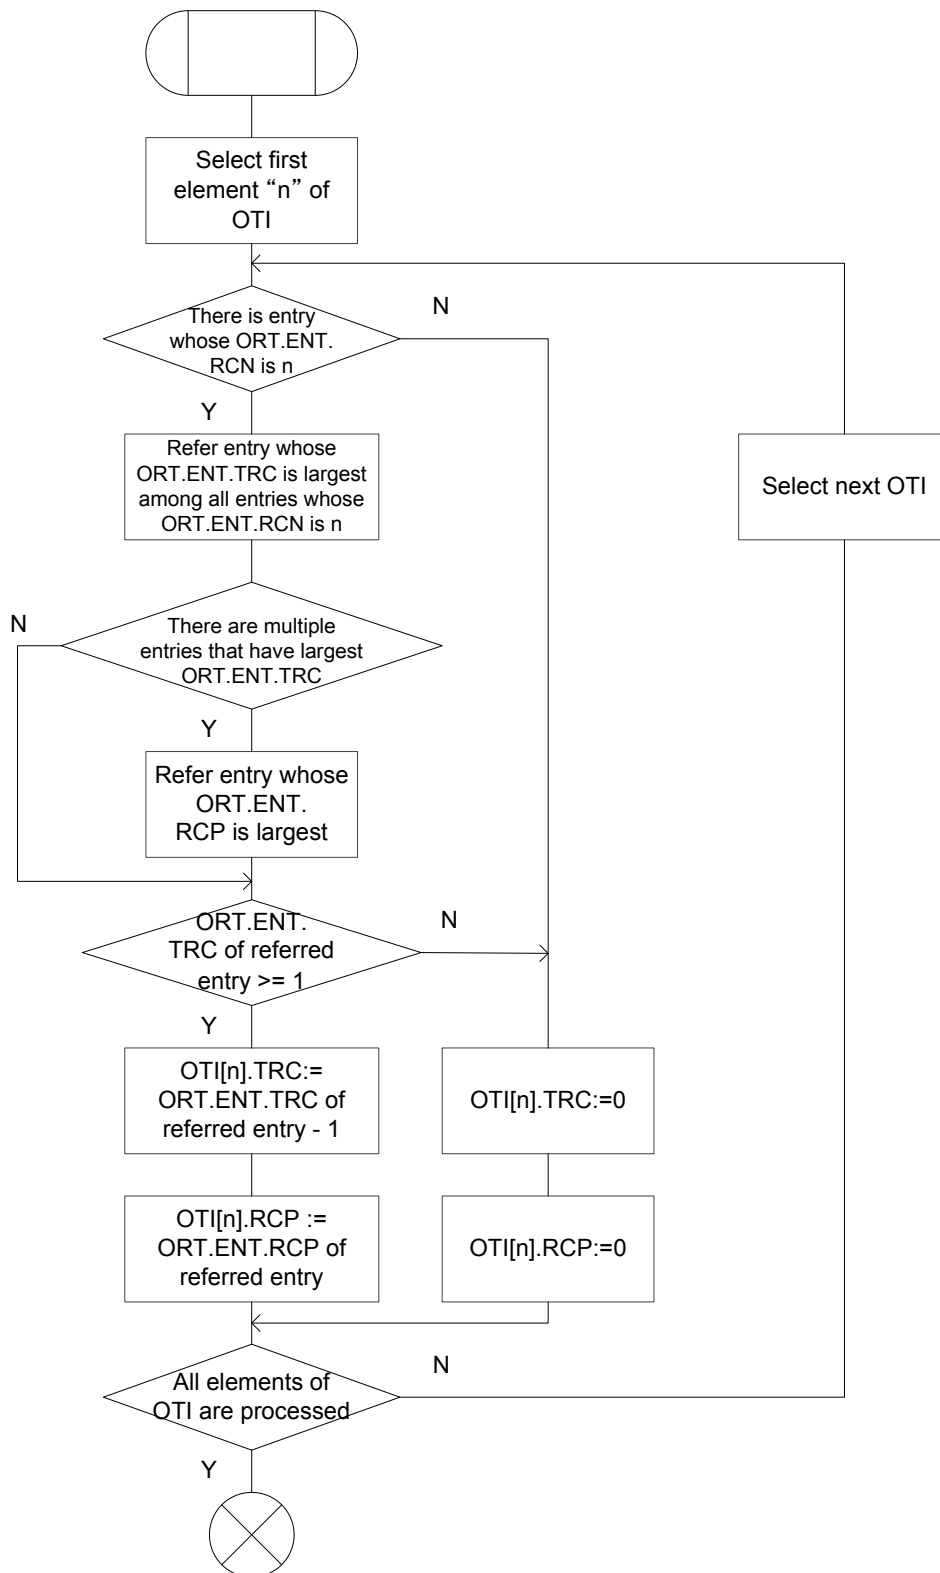 Select first
element “n” of
OTI
There is entry
whose ORT.ENT.
RCN is n
N
Y
Refer entry whose
ORT.ENT.TRC is largest
among all entries whose
ORT.ENT.RCN is n
Select next OTI
N
There are multiple
entries that have largest
ORT.ENT.TRC
Y
Refer entry whose
ORT.ENT.
RCP is largest
ORT.ENT.
TRC of referred
entry >= 1
N
Y
OTI[n].TRC:=
ORT.ENT.TRC of
referred entry - 1
OTI[n].TRC:=0
OTI[n].RCP :=
ORT.ENT.RCP of
referred entry
OTI[n].RCP:=0
All elements of
OTI are processed
N
Y